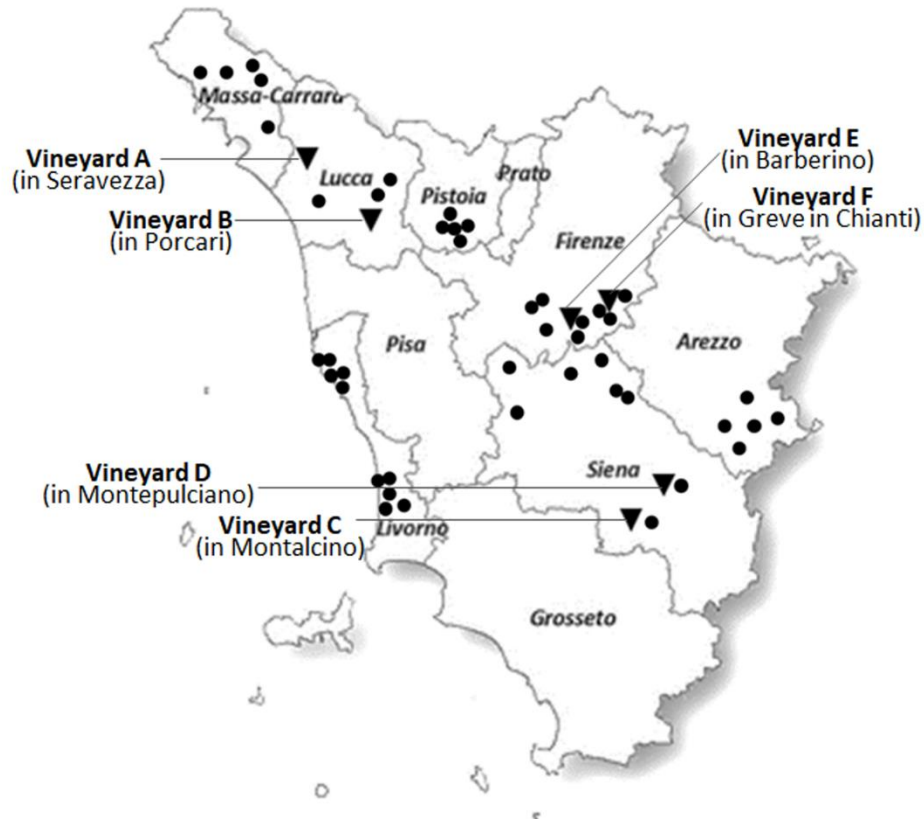 Massa-Carrara
Vineyard A
(in Seravezza)
Lucca
Vineyard B
(in Porcari)
Pistoia
Prato
Vineyard E
(in Barberino)
Vineyard F
(in Greve in Chianti)
Firenze
Pisa
Arezzo
Vineyard D
(in Montepulciano)
Siena
Vineyard C
(in Montalcino)
Livorno
Grosseto